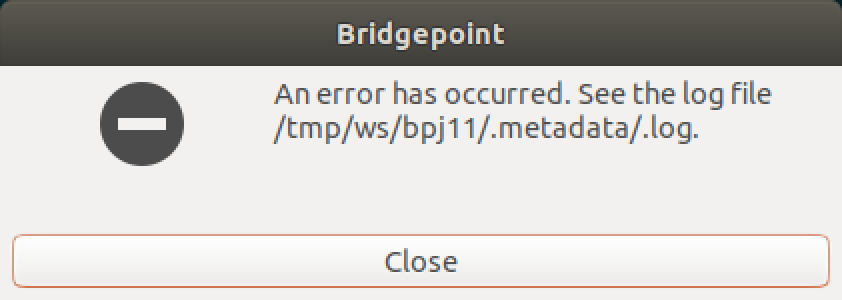 Bridgepoint
An error has occurred. See the log file
/tmp/ws/bpj11/.metadata/.log.
Close